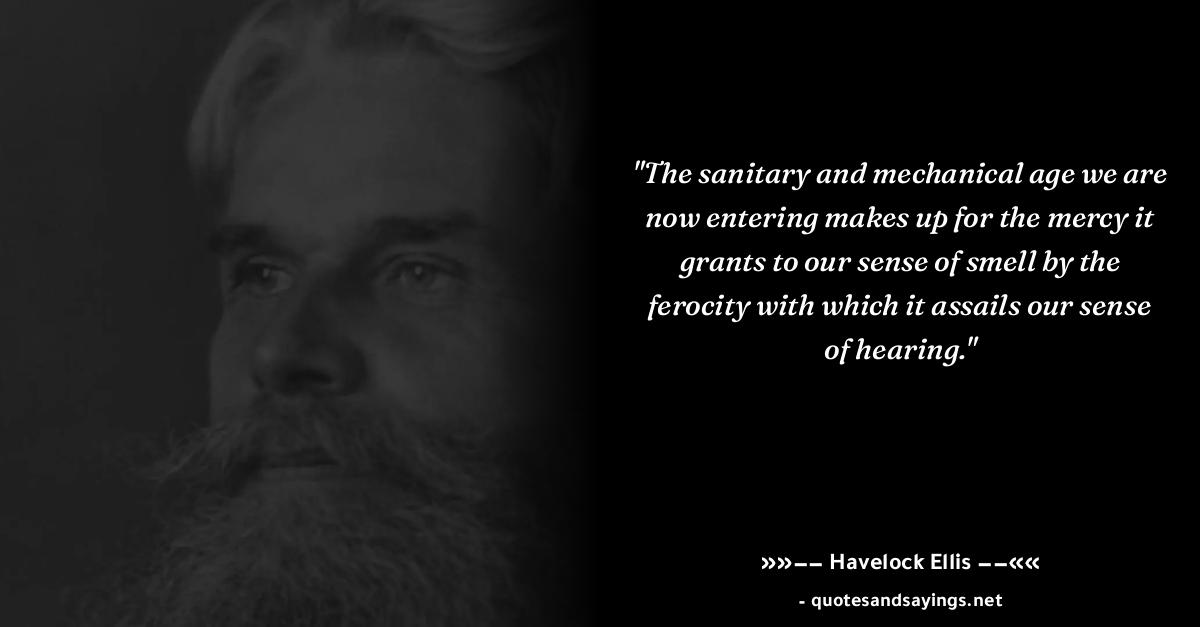 "The sanitary and mechanical age we are
now entering makes up for the mercy it
grants to our sense of smell by the
ferocity with which it assails our sense
of hearing."
»»−− Havelock Ellis −−««
- quotesandsayings.net